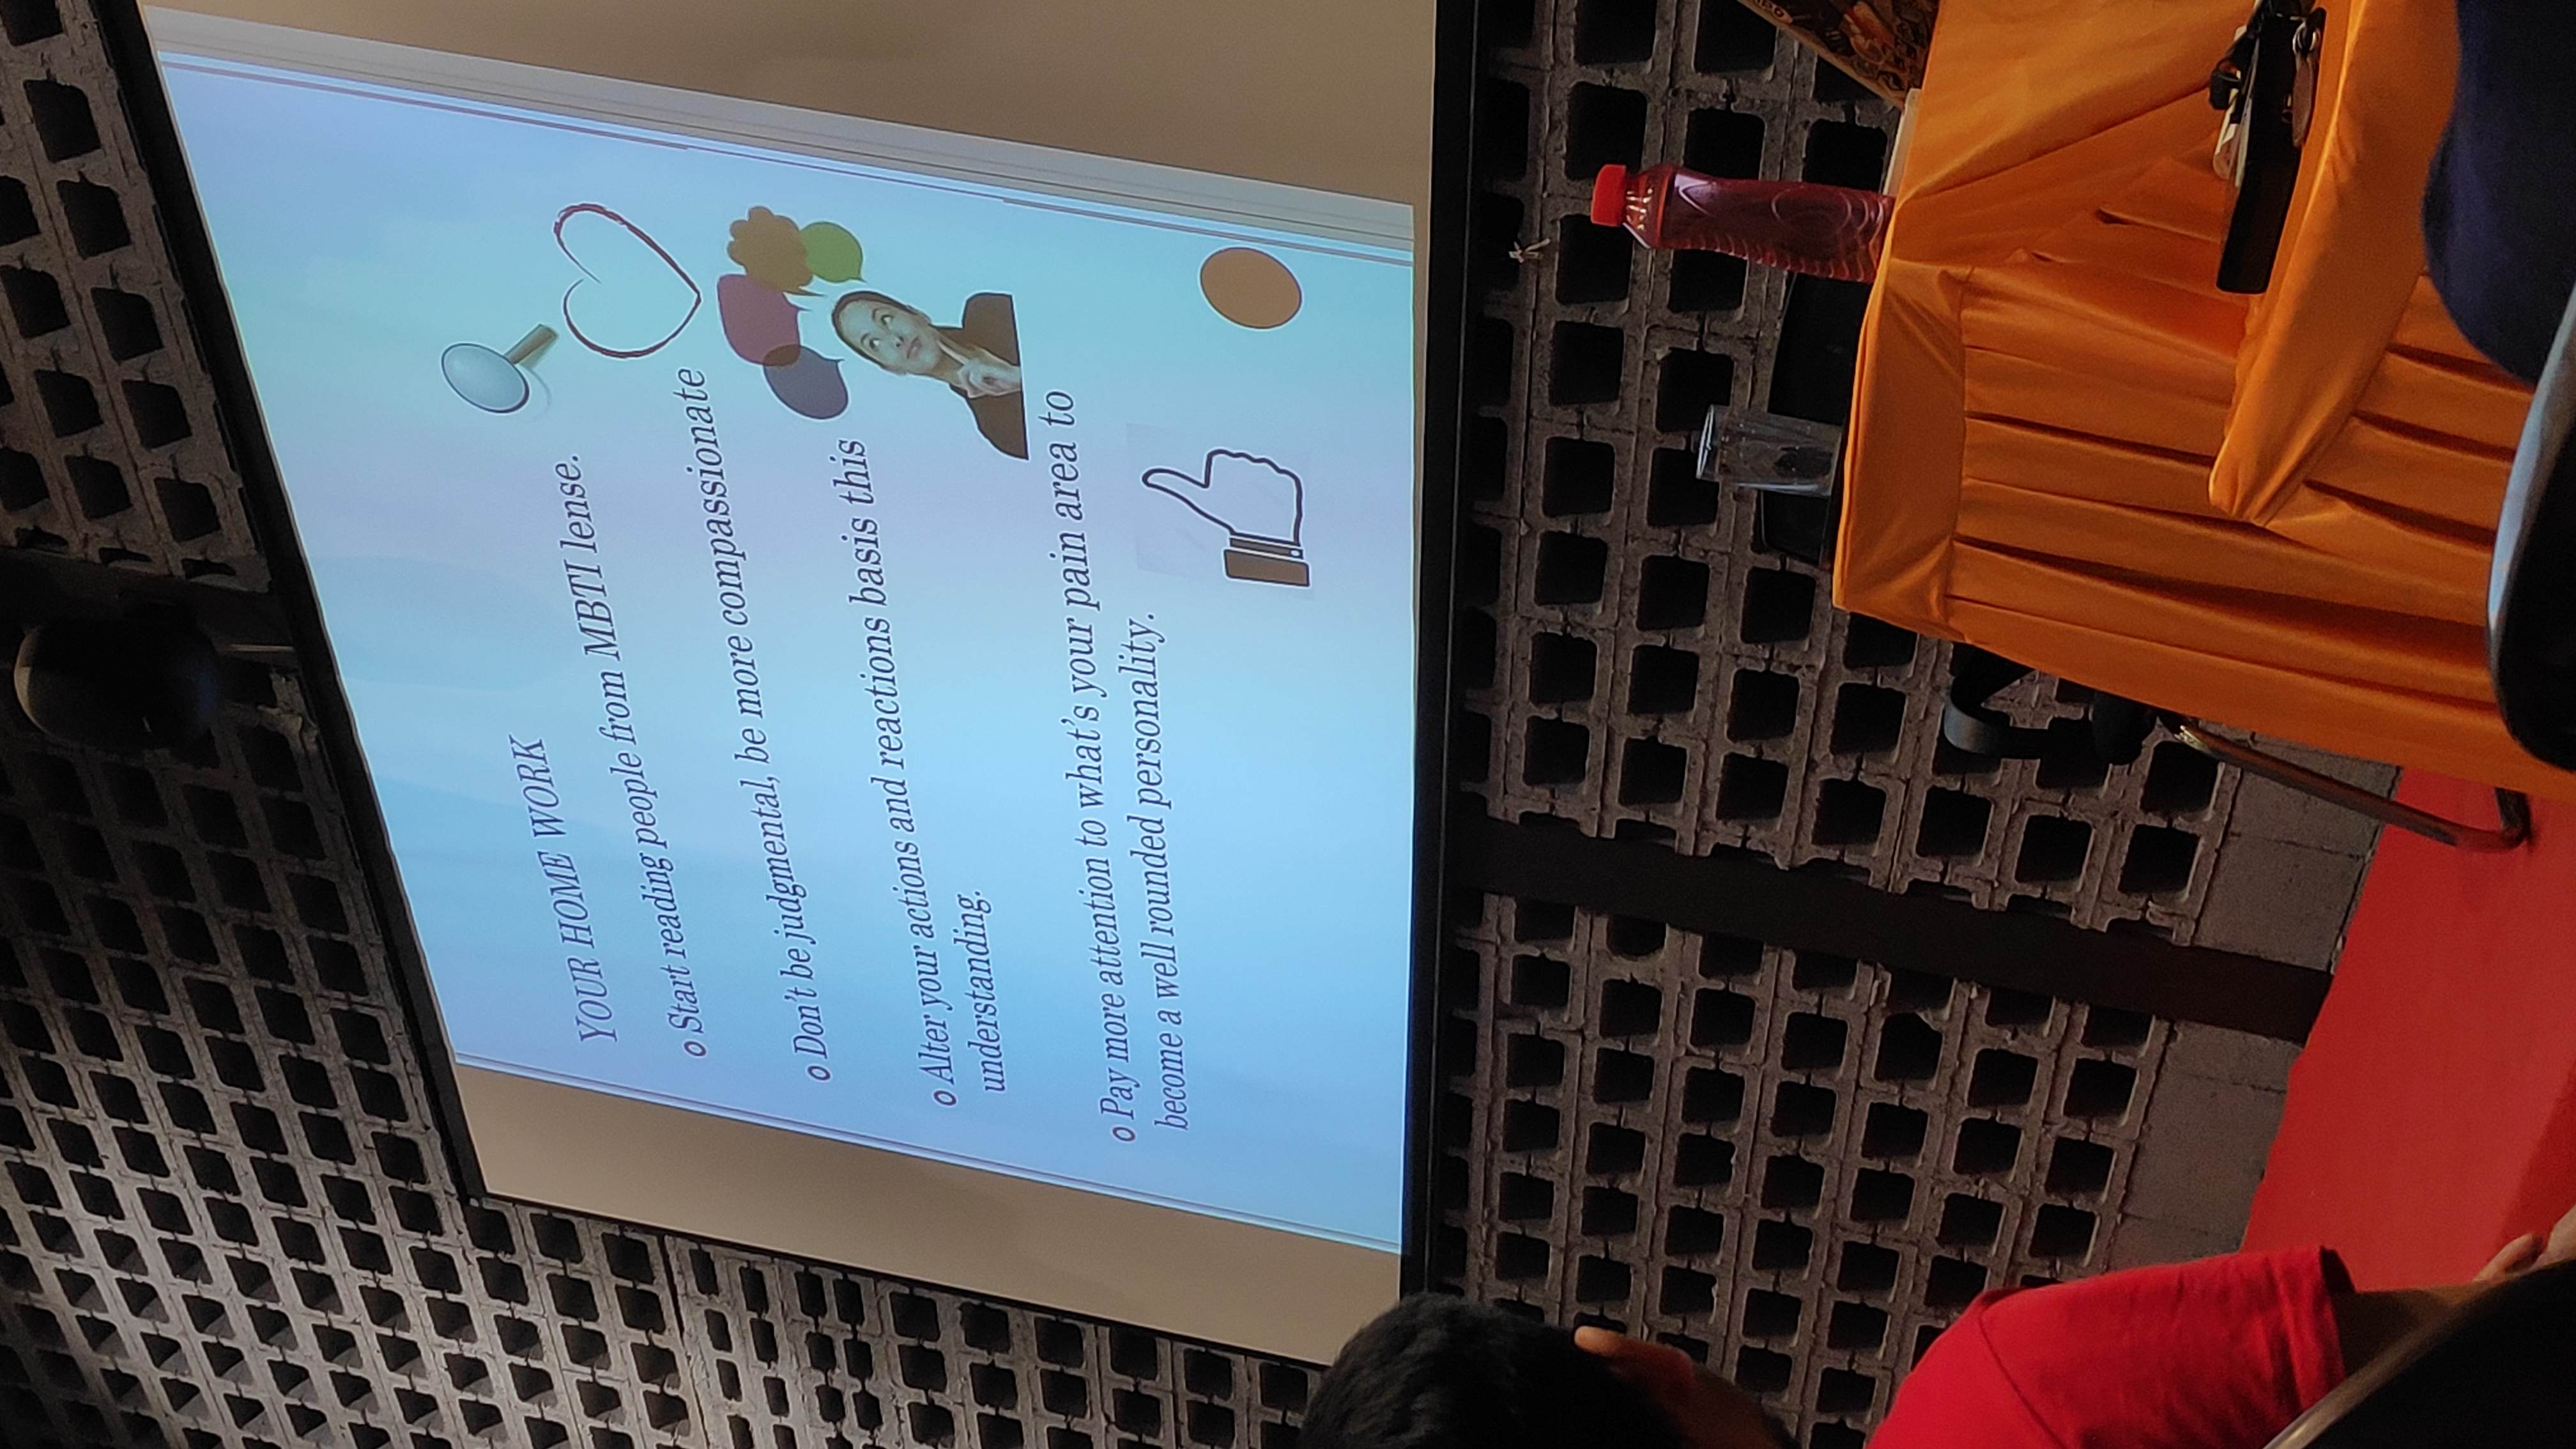 YOUR HOME WORK
Start reading people from MBTI lense.
Don't be judgmental, be more compassionate
Alter your actions and reactions basis this
understanding.
Pay more attention to what's your pain area to
become a well rounded personality.